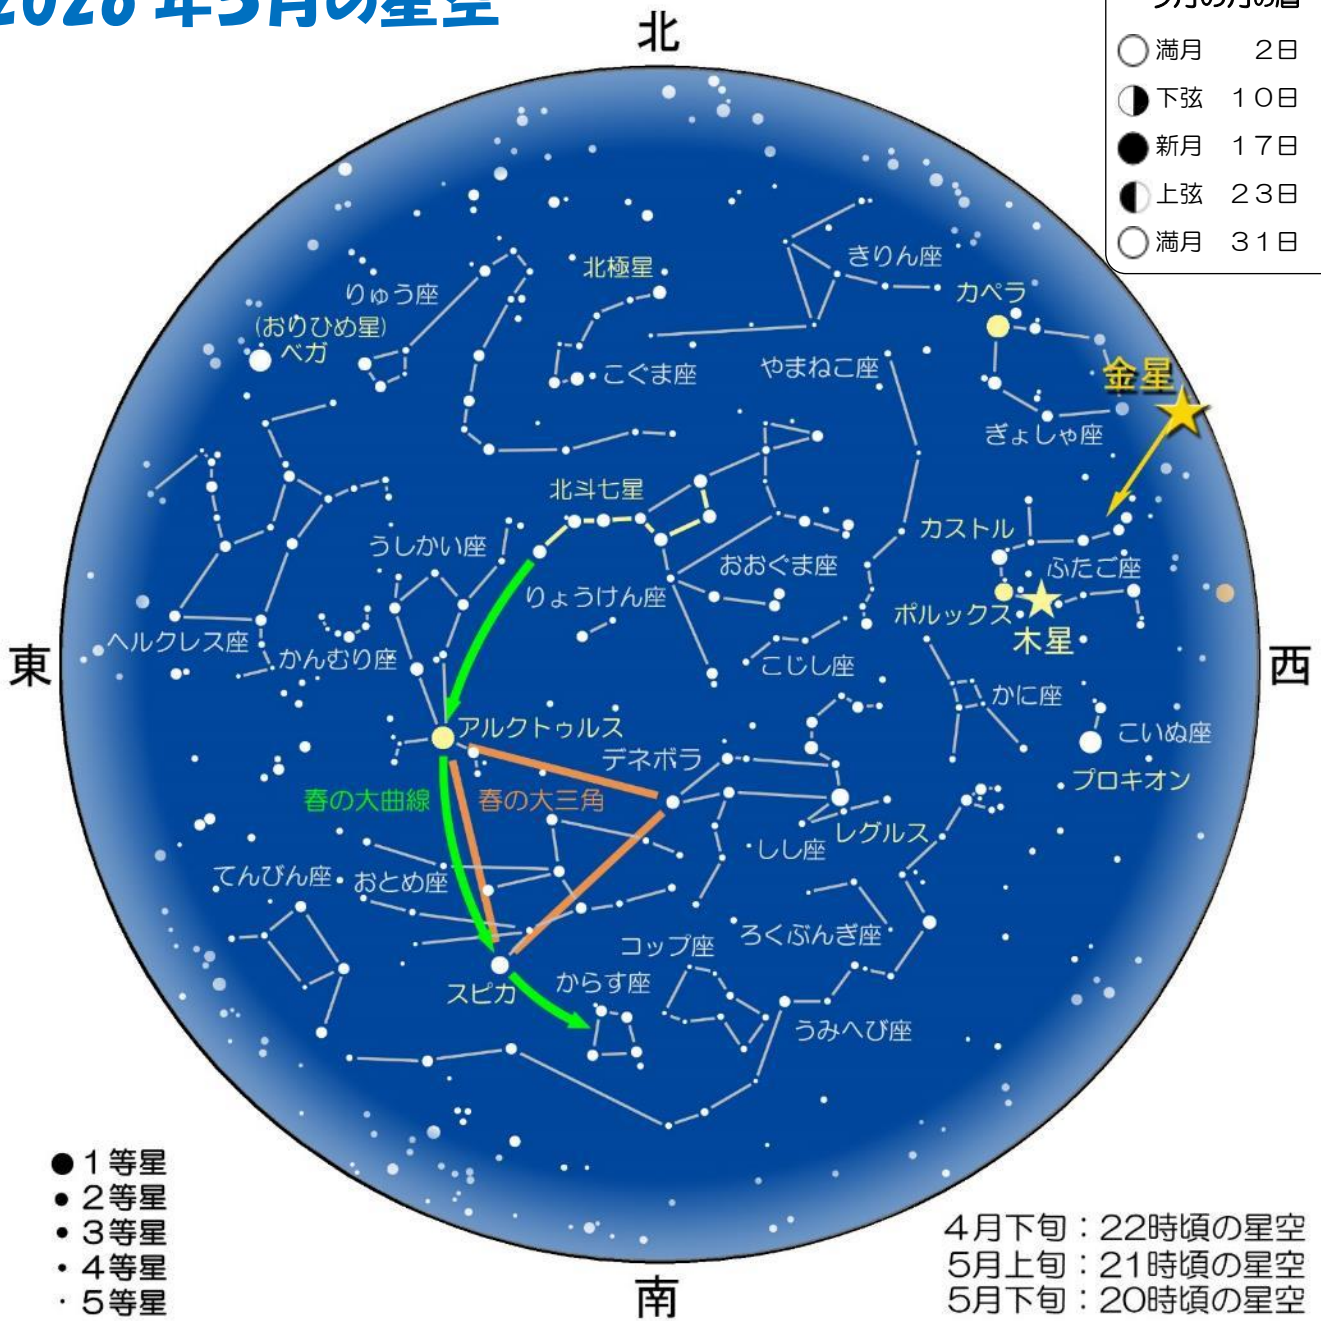 2026年5月の星空
5月の月の暦
満月 2日
下弦 10日
新月 17日
上弦 23日
満月 31日
北
きりん座
北極星
カペラ
りゅう座
(おりひめ星)
ベガ
こぐま座
やまねこ座
金星
ぎょしゃ座
北斗七星
カストル
うしかい座
おおぐま座
ふたご座
りょうけん座
ポルックス
木星
ヘルクレス座
かんむり座
こじし座
東
西
かに座
アルクトゥルス
こいぬ座
デネボラ
プロキオン
春の大曲線
春の大三角
レグルス
しし座
てんびん座
おとめ座
ろくぶんぎ座
コップ座
スピカ
からす座
うみへび座
1等星
2等星
3等星
4等星
5等星
4月下旬：22時頃の星空
5月上旬：21時頃の星空
5月下旬：20時頃の星空
南